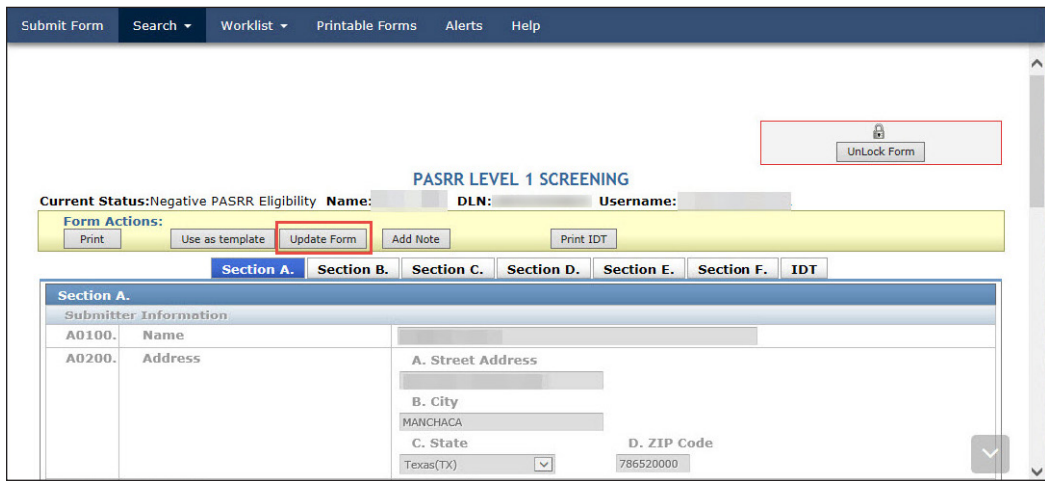 Submit Form Search Worklist Printable Forms Alerts Help
UnLock Form
PASRR LEVEL 1 SCREENING
Current Status:Negative PASRR Eligibility Name: DLN: Username:
Form Actions:
Print Use as template Update Form Add Note Print IDT
Section A. Section B. Section C. Section D. Section E. Section F. IDT
Section A.
Submitter Information
A0100. Name
A0200. Address A. Street Address
B. City
MANCHACA
C. State D. ZIP Code
Texas(TX) 786520000